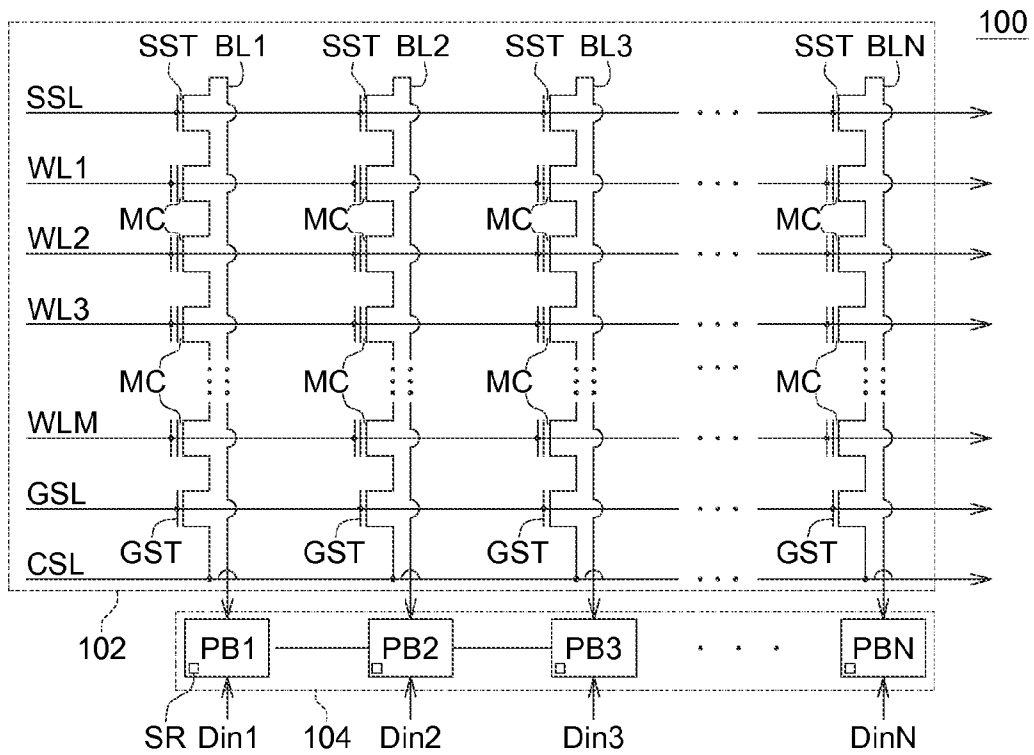 100
SST BL1 SST BL2 SST BL3 SST BLN
SSL
WL1
MC MC MC MC
WL2
WL3
MC MC MC MC
WLM
GSL
GST GST GST GST
CSL
102 PB1 PB2 PB3 PBN
SR Din1 104 Din2 Din3 DinN